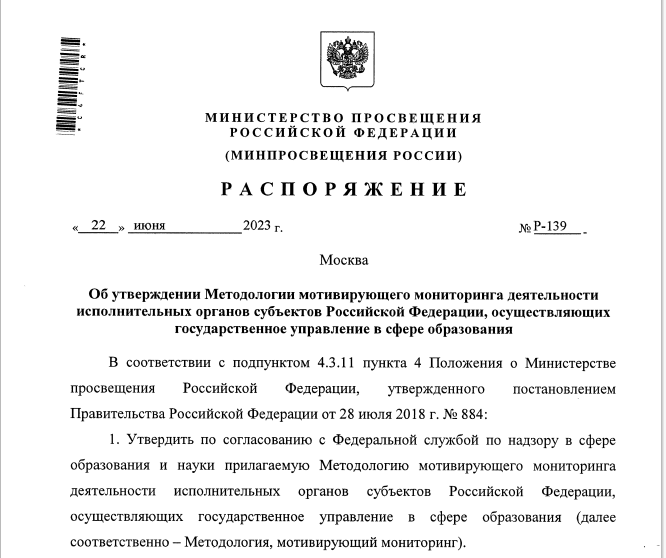 МИНИСТЕРСТВО ПРОСВЕЩЕНИЯ
РОССИЙСКОЙ ФЕДЕРАЦИИ
(МИНПРОСВЕЩЕНИЯ РОССИИ)
РАСПОРЯЖЕНИЕ
« 22 » июня 2023 г. № Р-139
Москва
Об утверждении Методологии мотивирующего мониторинга деятельности
исполнительных органов субъектов Российской Федерации, осуществляющих
государственное управление в сфере образования
В соответствии с подпунктом 4.3.11 пункта 4 Положения о Министерстве
просвещения Российской Федерации, утвержденного постановлением
Правительства Российской Федерации от 28 июля 2018 г. № 884:
1. Утвердить по согласованию с Федеральной службой по надзору в сфере
образования и науки прилагаемую Методологию мотивирующего мониторинга
деятельности исполнительных органов субъектов Российской Федерации,
осуществляющих государственное управление в сфере образования (далее
соответственно – Методология, мотивирующий мониторинг).